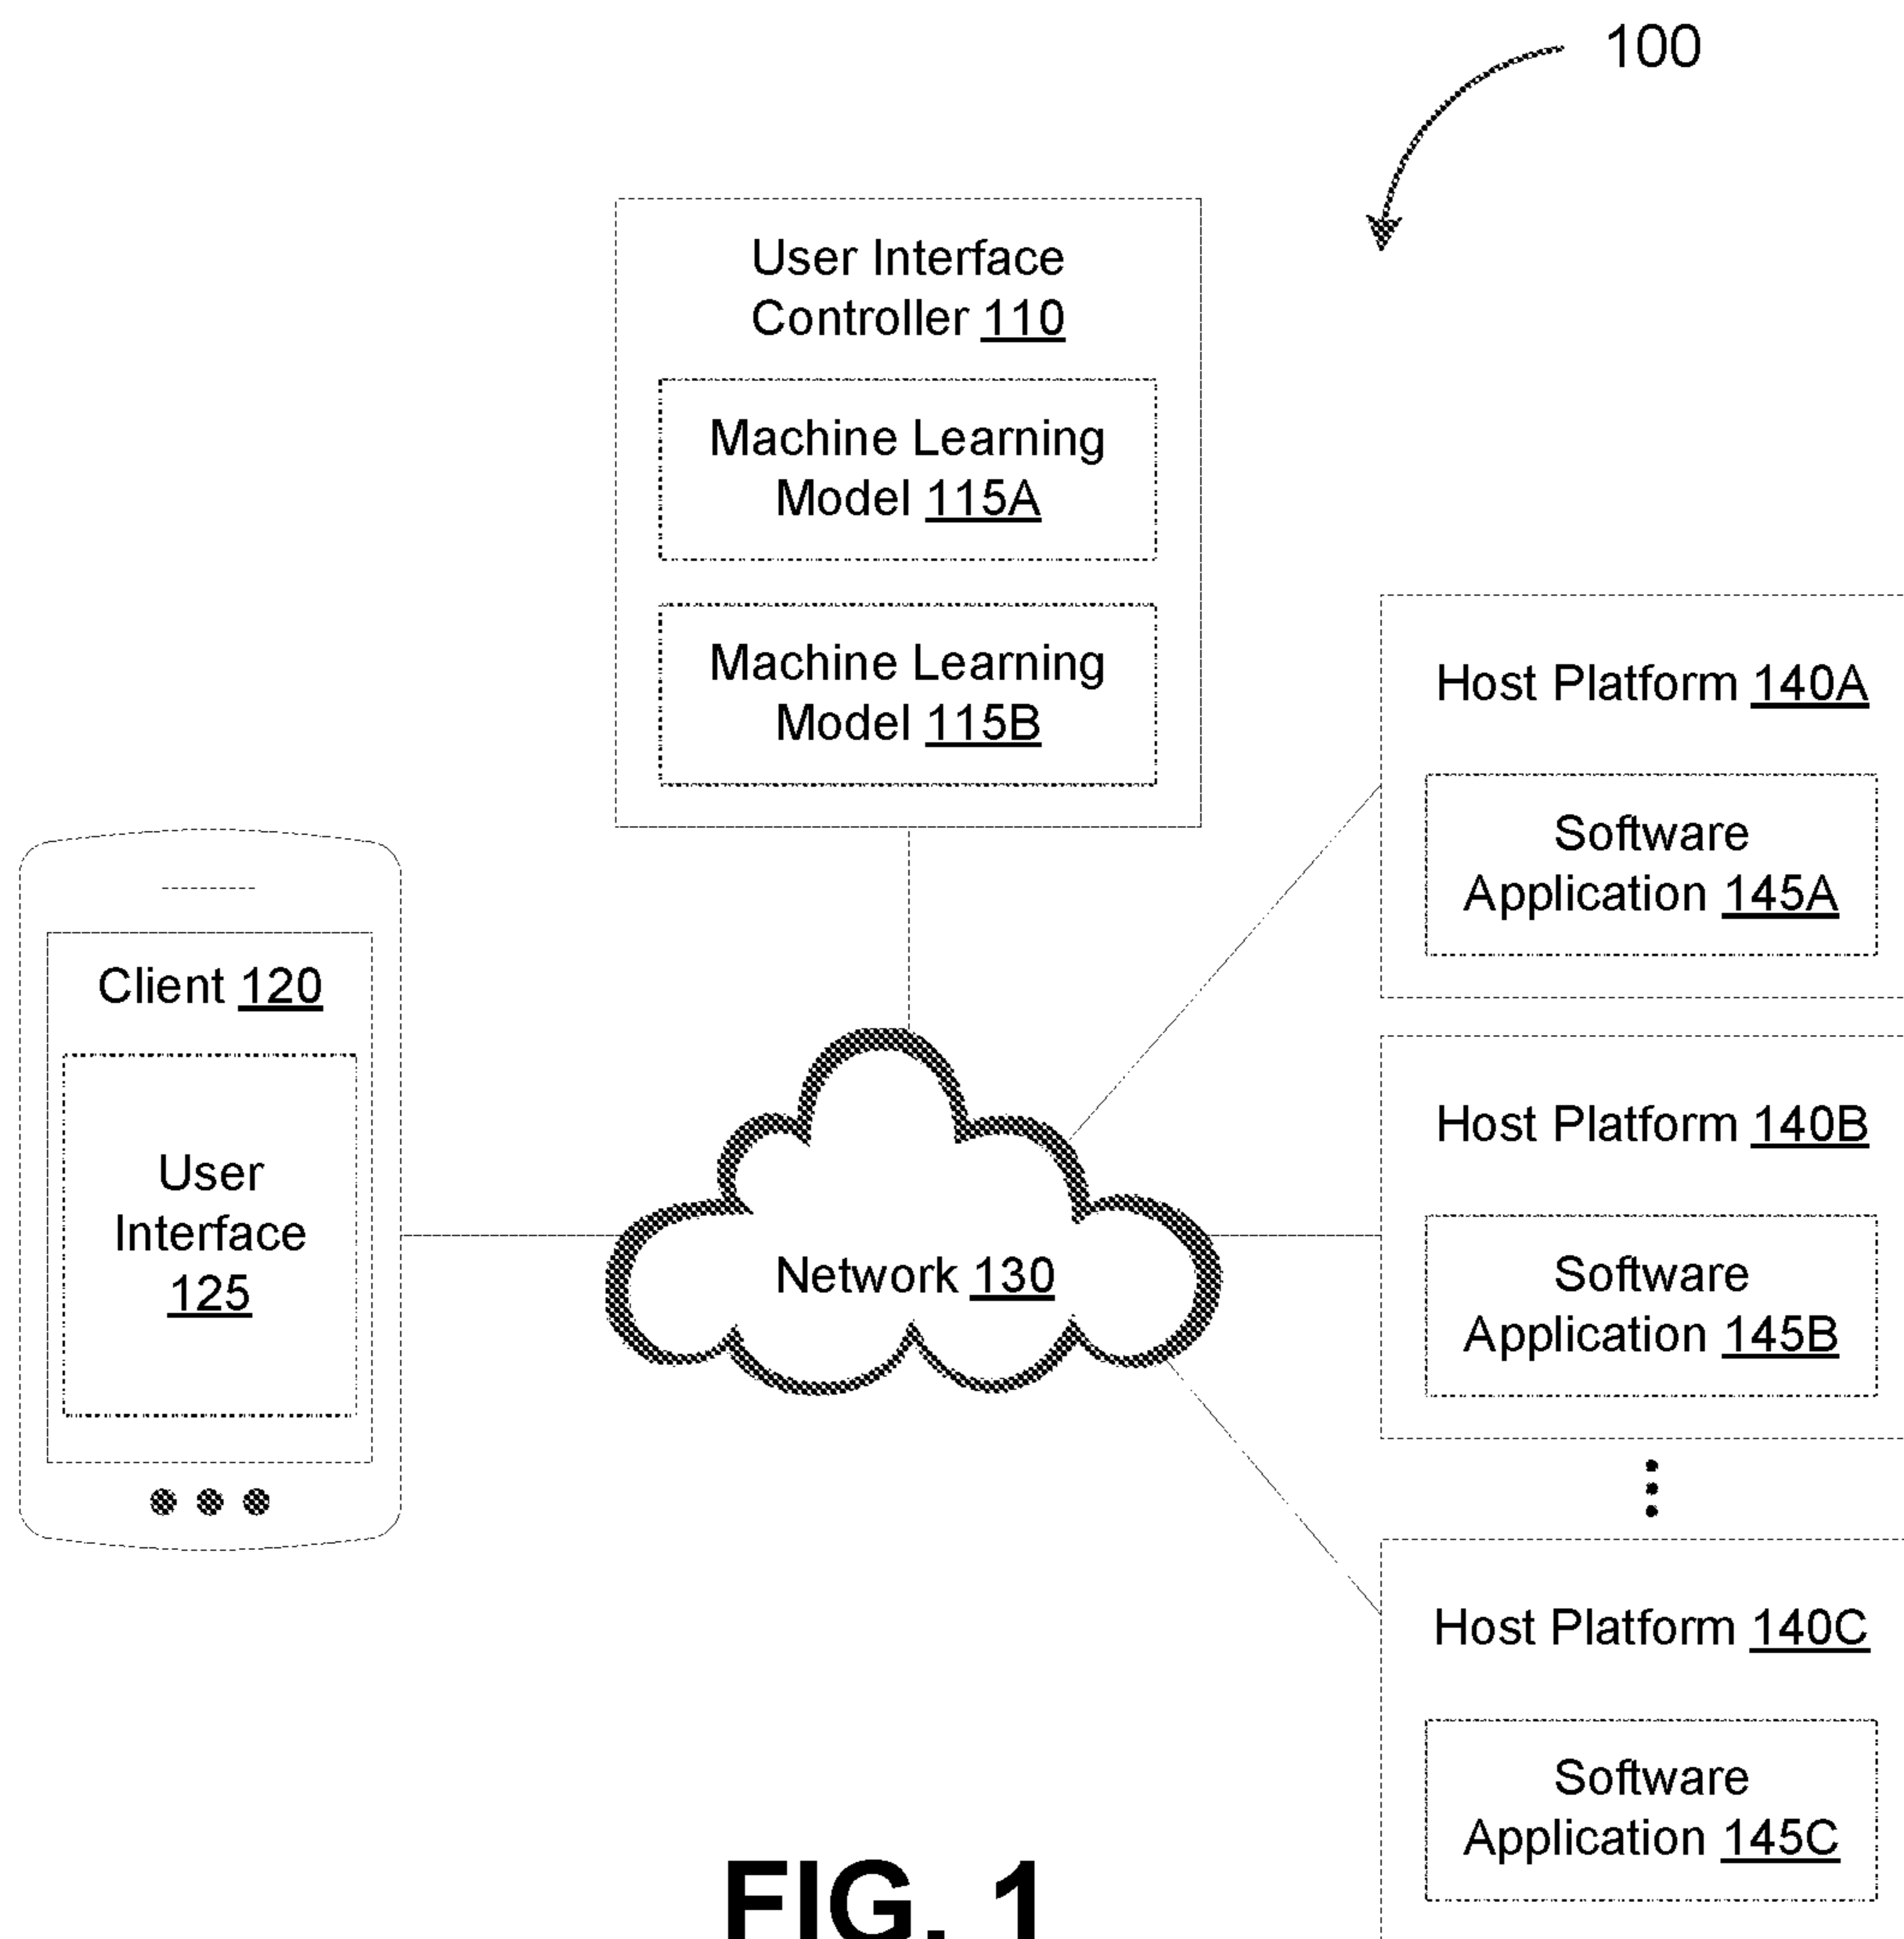 100
User Interface
Controller 110
Machine Learning
Model 115A
Machine Learning
Model 115B
Host Platform 140A
Software
Application 145A
Client 120
User
Interface
125
Network 130
Host Platform 140B
Software
Application 145B
Host Platform 140C
Software
Application 145C
FIG. 1